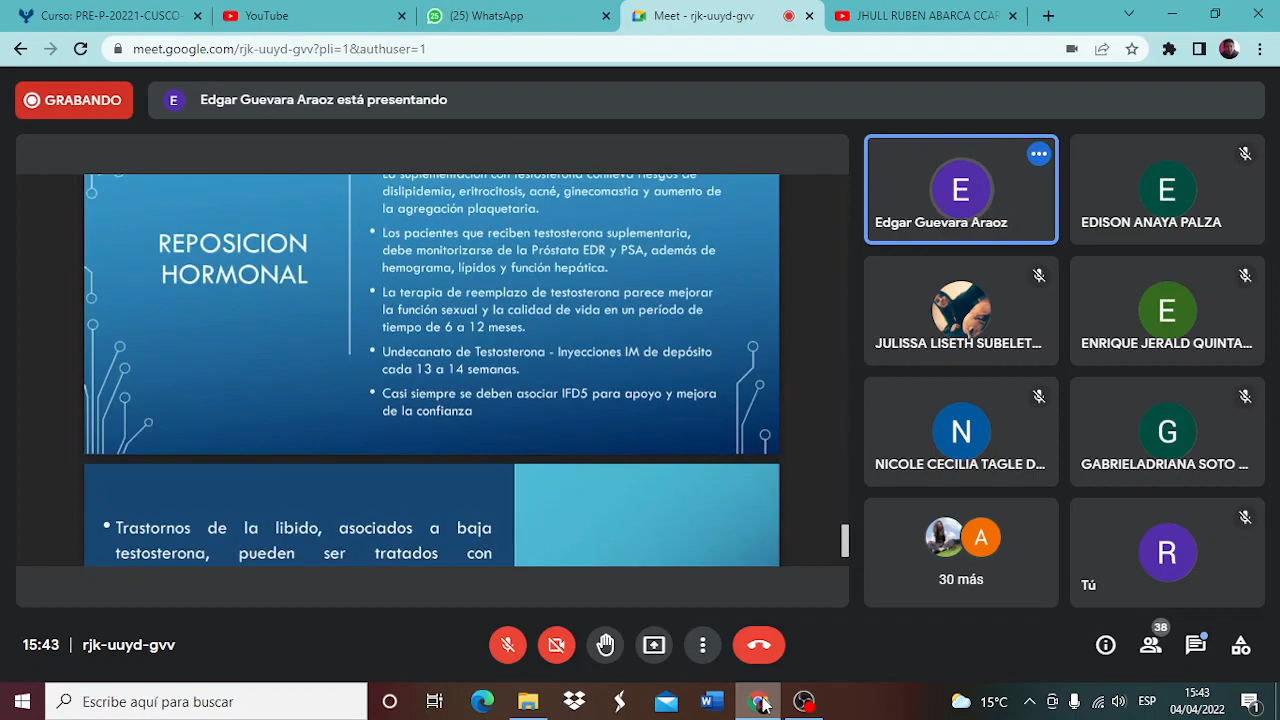 Curso: PRE-P-20221-CUSCO-
YouTube
(25) WhatsApp
Meet - rjk-uuyd-gvv
JHULL RUBEN ABARCA CCAR
meet.google.com/rjk-uuyd-gvv?pli=1&authuser=1
GRABANDO
E
Edgar Guevara Araoz está presentando
REPOSICION
HORMONAL
La suplementación con testosterona conlleva riesgos de
dislipidemia, eritrocitosis, acné, ginecomastia y aumento de
la agregación plaquetaria.
• Los pacientes que reciben testosterona suplementaria,
debe monitorizarse de la Próstata EDR y PSA, además de
hemograma, lípidos y función hepática.
• La terapia de reemplazo de testosterona parece mejorar
la función sexual y la calidad de vida en un período de
tiempo de 6 a 12 meses.
• Undecanato de Testosterona - Inyecciones IM de depósito
cada 13 a 14 semanas.
• Casi siempre se deben asociar IFD5 para apoyo y mejora
de la confianza
• Trastornos de la libido, asociados a baja
testosterona, pueden ser tratados con
E
Edgar Guevara Araoz
E
EDISON ANAYA PALZA
JULISSA LISETH SUBELET...
E
ENRIQUE JERALD QUINTA...
N
NICOLE CECILIA TAGLE D...
G
GABRIELADRIANA SOTO ...
A
30 más
R
Tú
15:43 | rjk-uuyd-gvv
38
Escribe aquí para buscar
15°C
ESP
15:43
04/04/2022
1